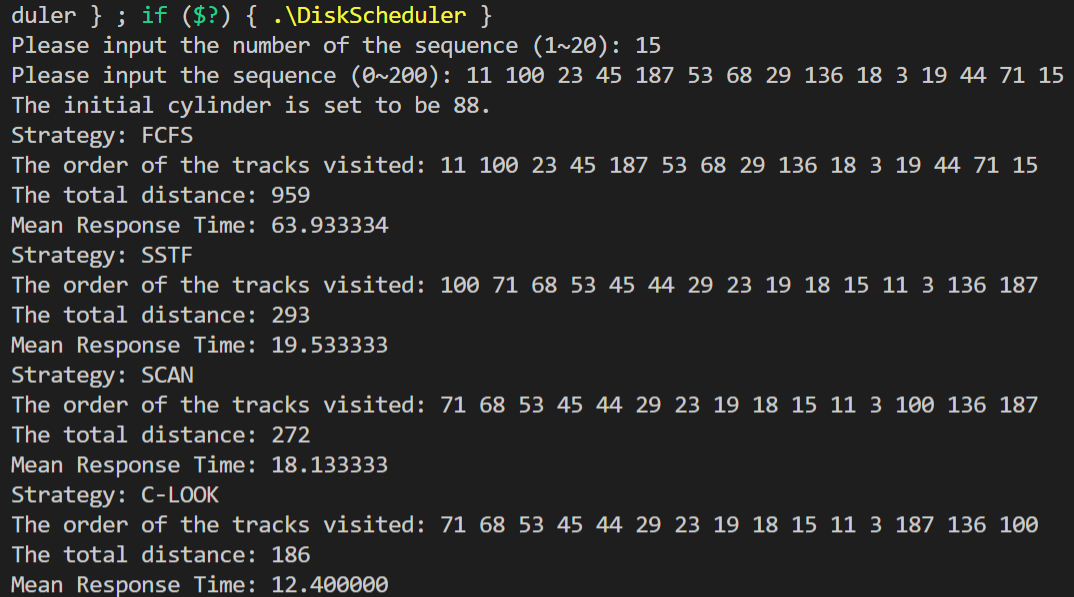 duler } ; if ($?) { .\DiskScheduler }
Please input the number of the sequence (1~20): 15
Please input the sequence (0~200): 11 100 23 45 187 53 68 29 136 18 3 19 44 71 15
The initial cylinder is set to be 88.
Strategy: FCFS
The order of the tracks visited: 11 100 23 45 187 53 68 29 136 18 3 19 44 71 15
The total distance: 959
Mean Response Time: 63.933334
Strategy: SSTF
The order of the tracks visited: 100 71 68 53 45 44 29 23 19 18 15 11 3 136 187
The total distance: 293
Mean Response Time: 19.533333
Strategy: SCAN
The order of the tracks visited: 71 68 53 45 44 29 23 19 18 15 11 3 100 136 187
The total distance: 272
Mean Response Time: 18.133333
Strategy: C-LOOK
The order of the tracks visited: 71 68 53 45 44 29 23 19 18 15 11 3 187 136 100
The total distance: 186
Mean Response Time: 12.400000